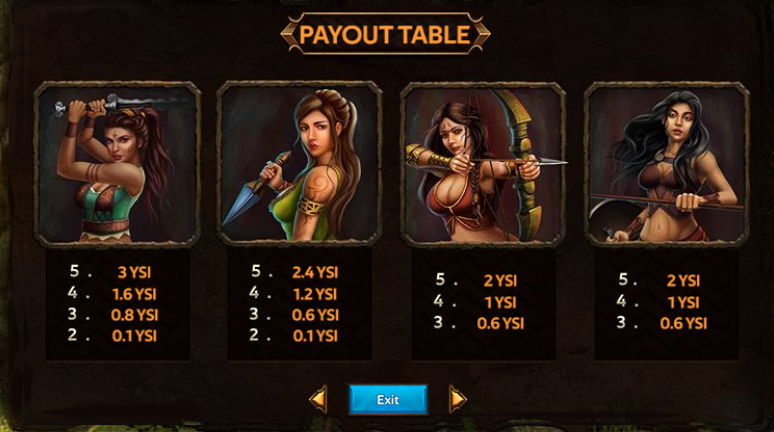 PAYOUT TABLE
5. 3 YSI
4. 1.6 YSI
3. 0.8 YSI
2. 0.1 YSI
5. 2.4 YSI
4. 1.2 YSI
3. 0.6 YSI
2. 0.1 YSI
5. 2 YSI
4. 1 YSI
3. 0.6 YSI
5. 2 YSI
4. 1 YSI
3. 0.6 YSI
Exit